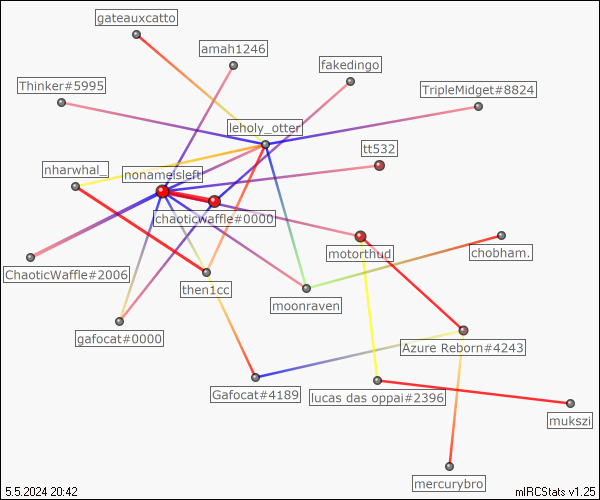 gateauxcatto
amah1246
fakedingo
Thinker#5995
TripleMidget#8824
leholy_otter
tt532
nharwhal_
nonameisleft
chaoticwaffle#0000
motorthud
chobham.
ChaoticWaffle#2006
then1cc
moonraven
gafocat#0000
Azure Reborn#4243
Gafocat#4189
lucas das oppai#2396
mukszi
mercurybro
5.5.2024 20:42
mIRCStats v1.25